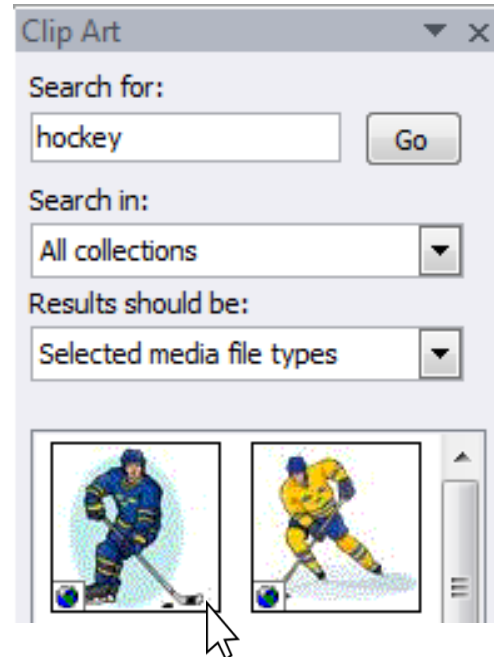 Clip Art
Search for:
hockey
Go
Search in:
All collections
Results should be:
Selected media file types